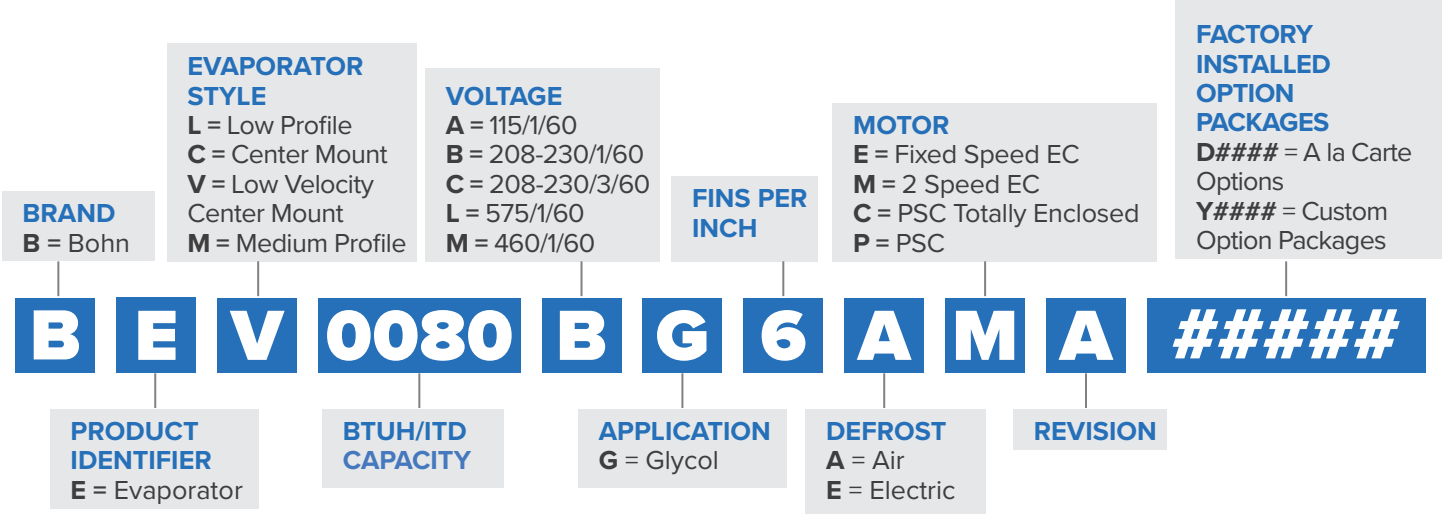 BRAND
B = Bohn
EVAPORATOR
STYLE
L = Low Profile
C = Center Mount
V = Low Velocity
Center Mount
M = Medium Profile
VOLTAGE
A = 115/1/60
B = 208-230/1/60
C = 208-230/3/60
L = 575/1/60
M = 460/1/60
FINS PER
INCH
MOTOR
E = Fixed Speed EC
M = 2 Speed EC
C = PSC Totally Enclosed
P = PSC
FACTORY
INSTALLED
OPTION
PACKAGES
D#### = A la Carte
Options
Y#### = Custom
Option Packages
B E V 0080 B G 6 A M A #####
PRODUCT
IDENTIFIER
E = Evaporator
BTUH/ITD
CAPACITY
APPLICATION
G = Glycol
DEFROST
A = Air
E = Electric
REVISION